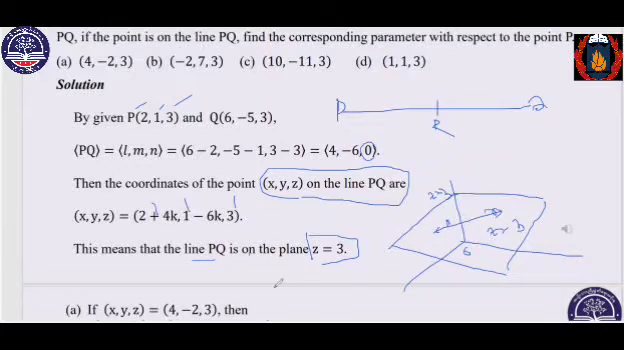 PQ, if the point is on the line PQ, find the corresponding parameter with respect to the point P.
(a) (4,−2,3) (b) (−2,7,3) (c) (10,−11,3) (d) (1,1,3)
Solution
By given P(2,1,3) and Q(6,−5,3),
⟨PQ⟩ = ⟨l,m,n⟩ = ⟨6 − 2, −5 − 1, 3 − 3⟩ = ⟨4, −6,0⟩.
Then the coordinates of the point (x,y,z) on the line PQ are
(x,y,z) = (2 + 4k, 1 − 6k, 3).
This means that the line PQ is on the plane z = 3.
(a) If (x,y,z) = (4,−2,3), then
P
R
Q